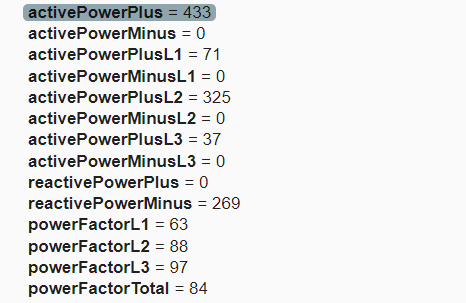 activePowerPlus = 433
activePowerMinus = 0
activePowerPlusL1 = 71
activePowerMinusL1 = 0
activePowerPlusL2 = 325
activePowerMinusL2 = 0
activePowerPlusL3 = 37
activePowerMinusL3 = 0
reactivePowerPlus = 0
reactivePowerMinus = 269
powerFactorL1 = 63
powerFactorL2 = 88
powerFactorL3 = 97
powerFactorTotal = 84